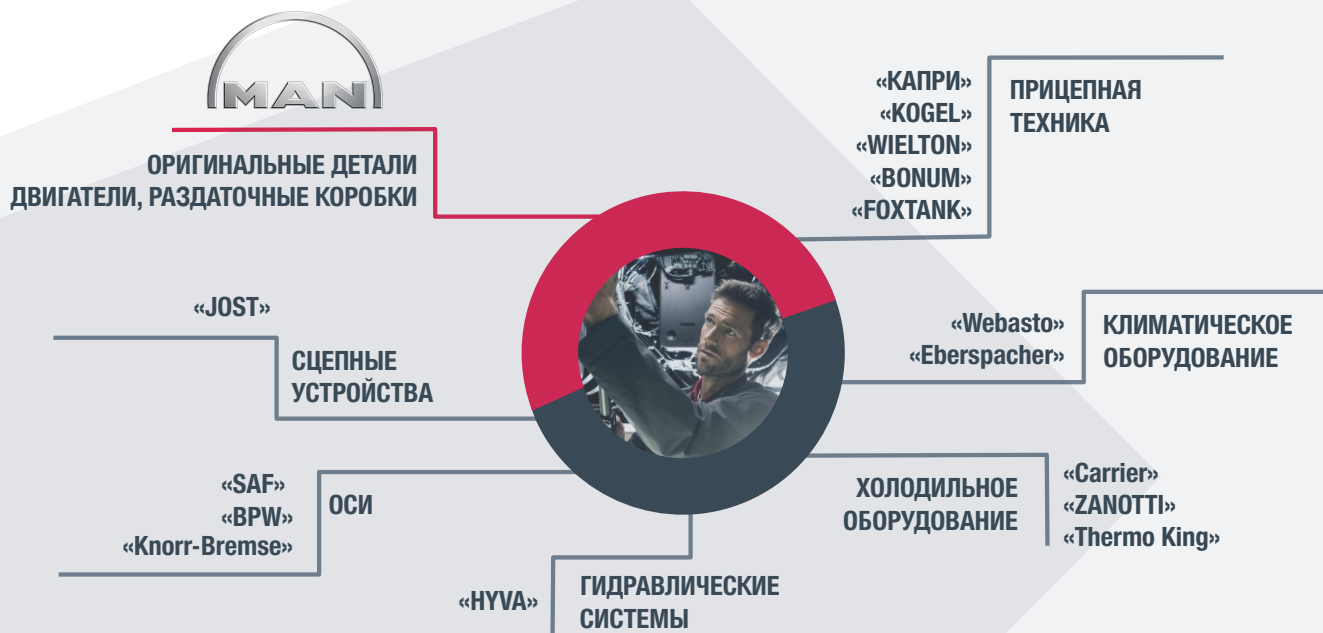 MAN
ОРИГИНАЛЬНЫЕ ДЕТАЛИ
ДВИГАТЕЛИ, РАЗДАТОЧНЫЕ КОРОБКИ
«КАПРИ»
«KOGEL»
«WIELTON»
«BONUM»
«FOXTANK»
ПРИЦЕПНАЯ
ТЕХНИКА
«JOST»
СЦЕПНЫЕ
УСТРОЙСТВА
«Webasto»
«Eberspacher»
КЛИМАТИЧЕСКОЕ
ОБОРУДОВАНИЕ
«SAF»
«BPW»
«Knorr-Bremse»
ОСИ
ХОЛОДИЛЬНОЕ
ОБОРУДОВАНИЕ
«Carrier»
«ZANOTTI»
«Thermo King»
«HYVA»
ГИДРАВЛИЧЕСКИЕ
СИСТЕМЫ